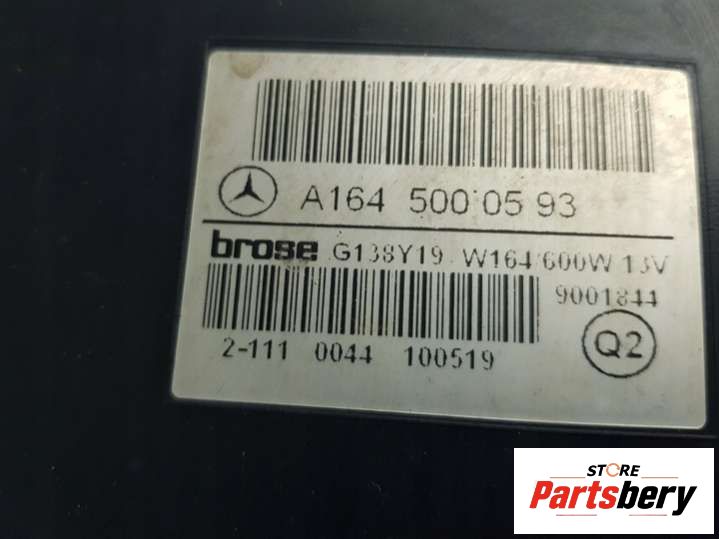 A164 500 05 93
brose G138Y19 W164/600W 13V
9001844
2-111 0044 100519
Q2
STORE
Partsbery